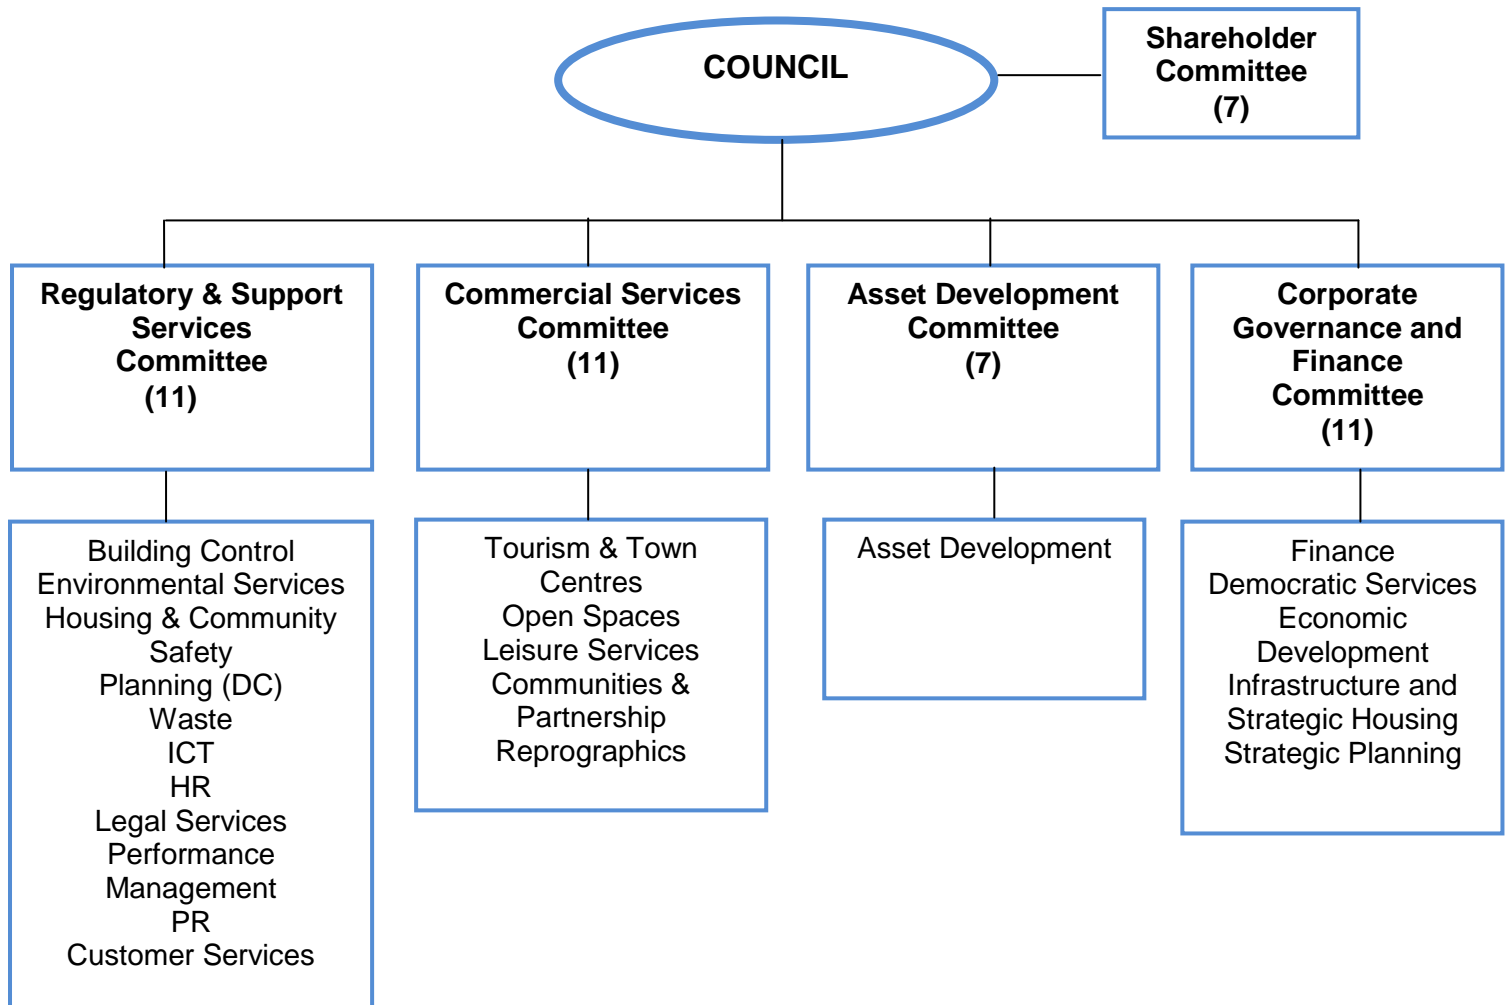 COUNCIL
Shareholder
Committee
(7)
Regulatory & Support
Services
Committee
(11)
Commercial Services
Committee
(11)
Asset Development
Committee
(7)
Corporate
Governance and
Finance
Committee
(11)
Building Control
Environmental Services
Housing & Community
Safety
Planning (DC)
Waste
ICT
HR
Legal Services
Performance
Management
PR
Customer Services
Tourism & Town
Centres
Open Spaces
Leisure Services
Communities &
Partnership
Reprographics
Asset Development
Finance
Democratic Services
Economic
Development
Infrastructure and
Strategic Housing
Strategic Planning